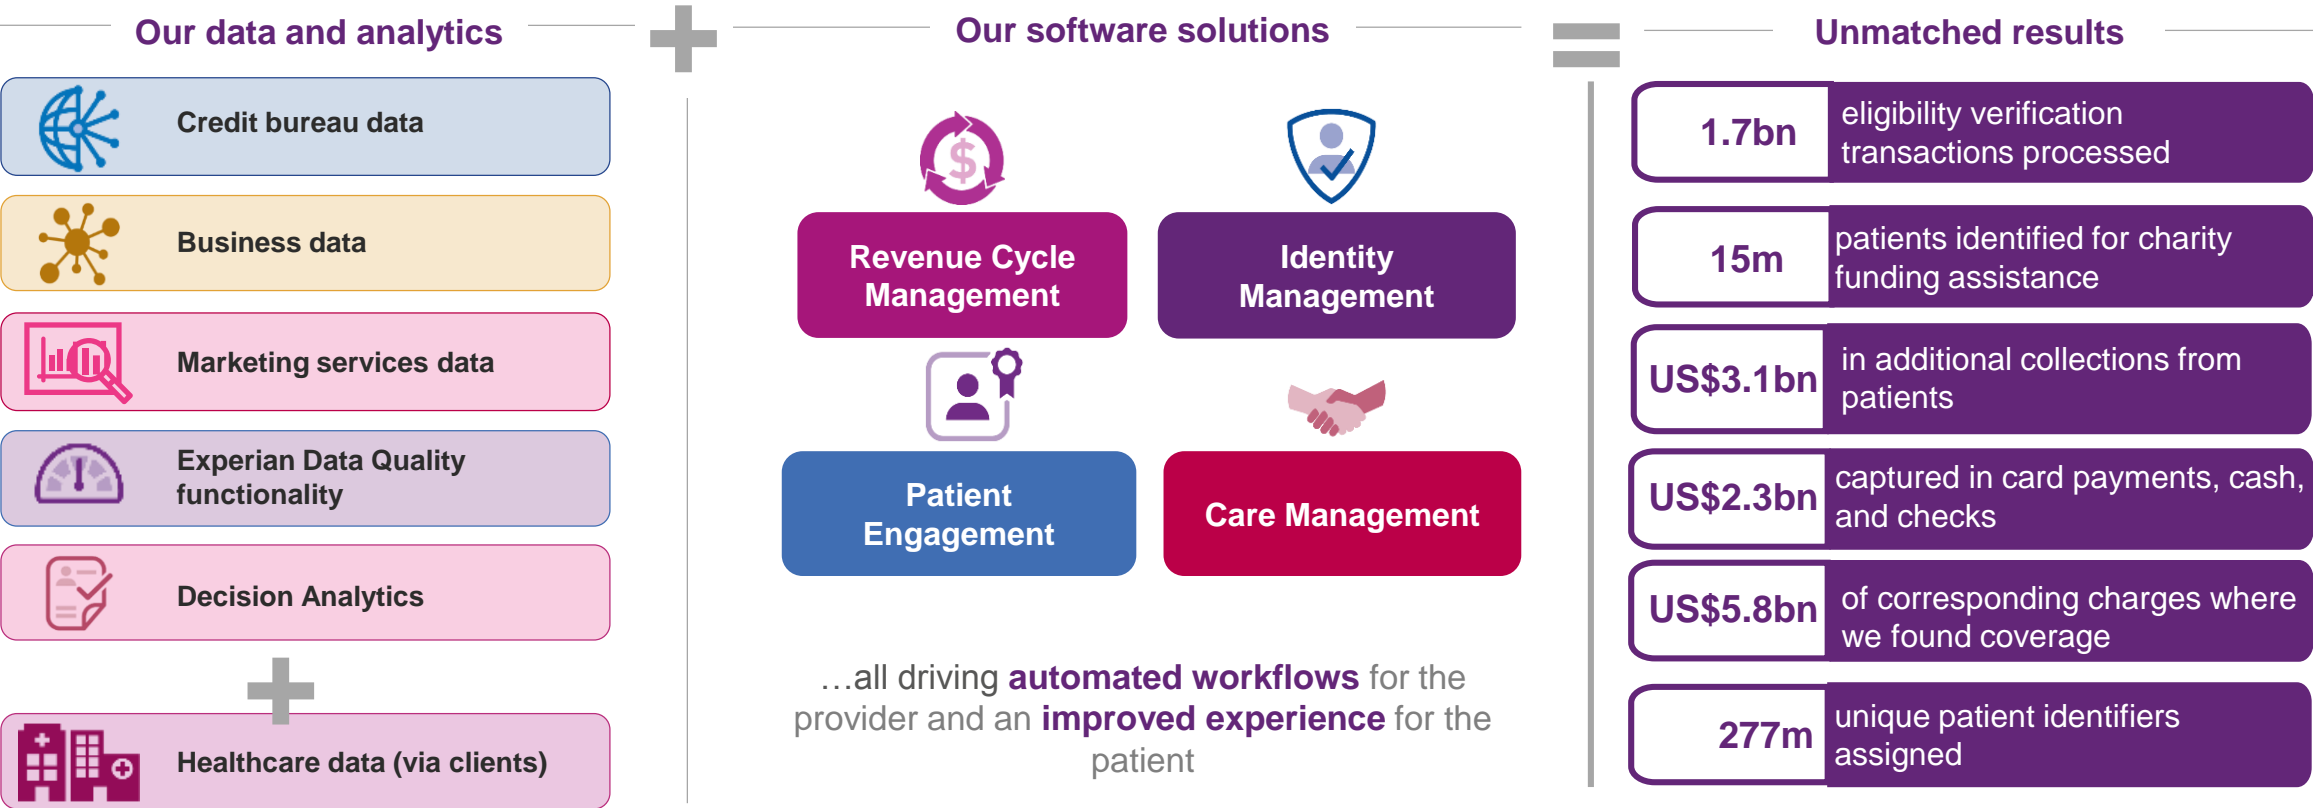 Our data and analytics
Credit bureau data
Business data
Marketing services data
Experian Data Quality
functionality
Decision Analytics
Healthcare data (via clients)
Our software solutions
Revenue Cycle
Management
Identity
Management
Patient
Engagement
Care Management
…all driving automated workflows for the
provider and an improved experience for the
patient
Unmatched results
1.7bn
eligibility verification
transactions processed
15m
patients identified for charity
funding assistance
US$3.1bn
in additional collections from
patients
US$2.3bn
captured in card payments, cash,
and checks
US$5.8bn
of corresponding charges where
we found coverage
277m
unique patient identifiers
assigned